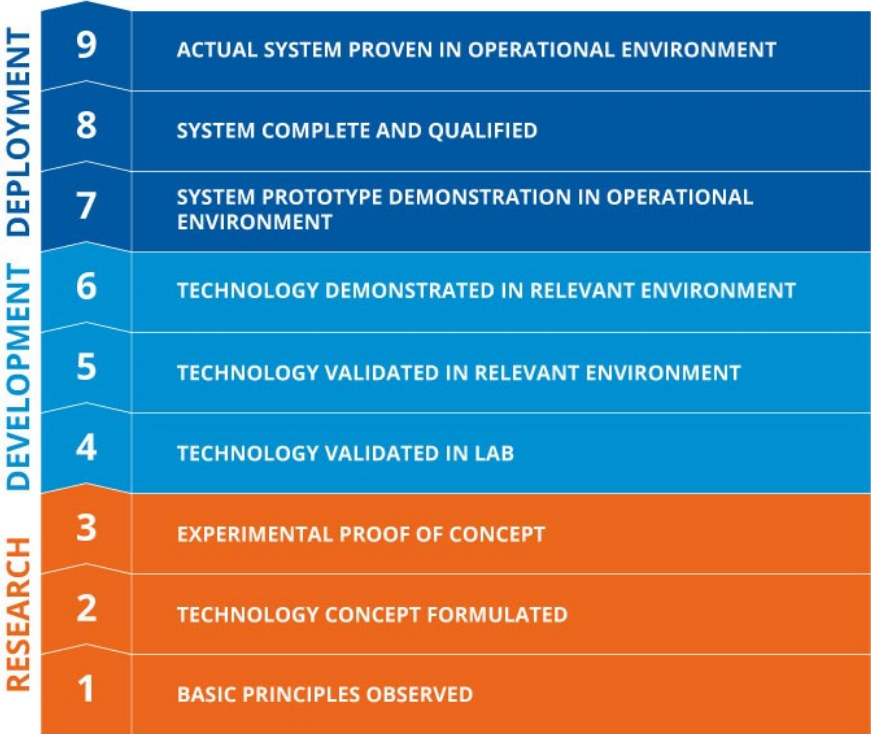 DEPLOYMENT
9
ACTUAL SYSTEM PROVEN IN OPERATIONAL ENVIRONMENT
8
SYSTEM COMPLETE AND QUALIFIED
7
SYSTEM PROTOTYPE DEMONSTRATION IN OPERATIONAL
ENVIRONMENT
DEVELOPMENT
6
TECHNOLOGY DEMONSTRATED IN RELEVANT ENVIRONMENT
5
TECHNOLOGY VALIDATED IN RELEVANT ENVIRONMENT
4
TECHNOLOGY VALIDATED IN LAB
RESEARCH
3
EXPERIMENTAL PROOF OF CONCEPT
2
TECHNOLOGY CONCEPT FORMULATED
1
BASIC PRINCIPLES OBSERVED